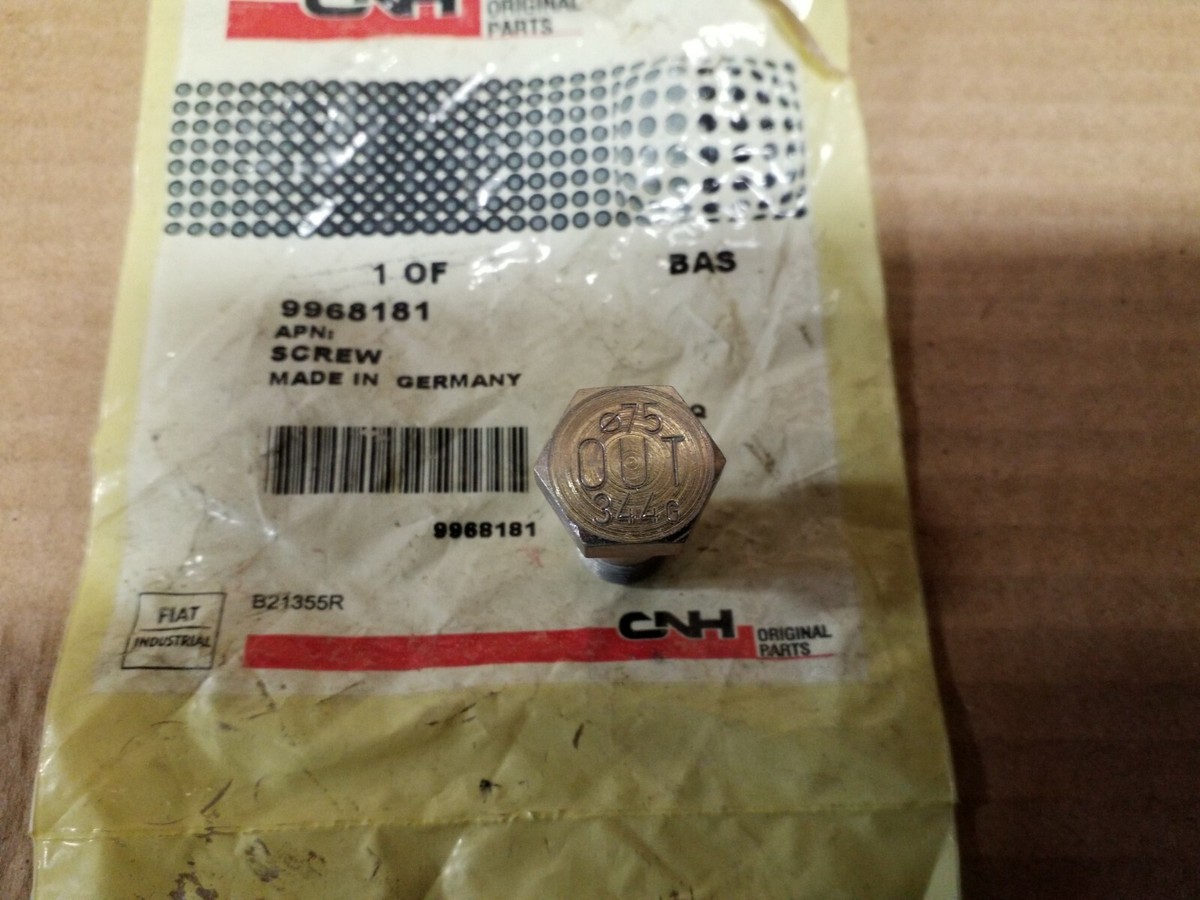 CNH ORIGINAL
PARTS
1 OF
BAS
9968181
APN:
SCREW
MADE IN GERMANY
Q
ø75
OUT
344G
9968181
B21355R
FIAT
INDUSTRIAL
CNH ORIGINAL
PARTS